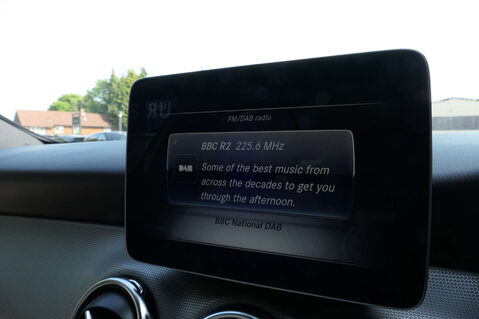 FM/DAB radio
BBC R2 225.6 MHz
DAB
Some of the best music from
across the decades to get you
through the afternoon.
BBC National DAB